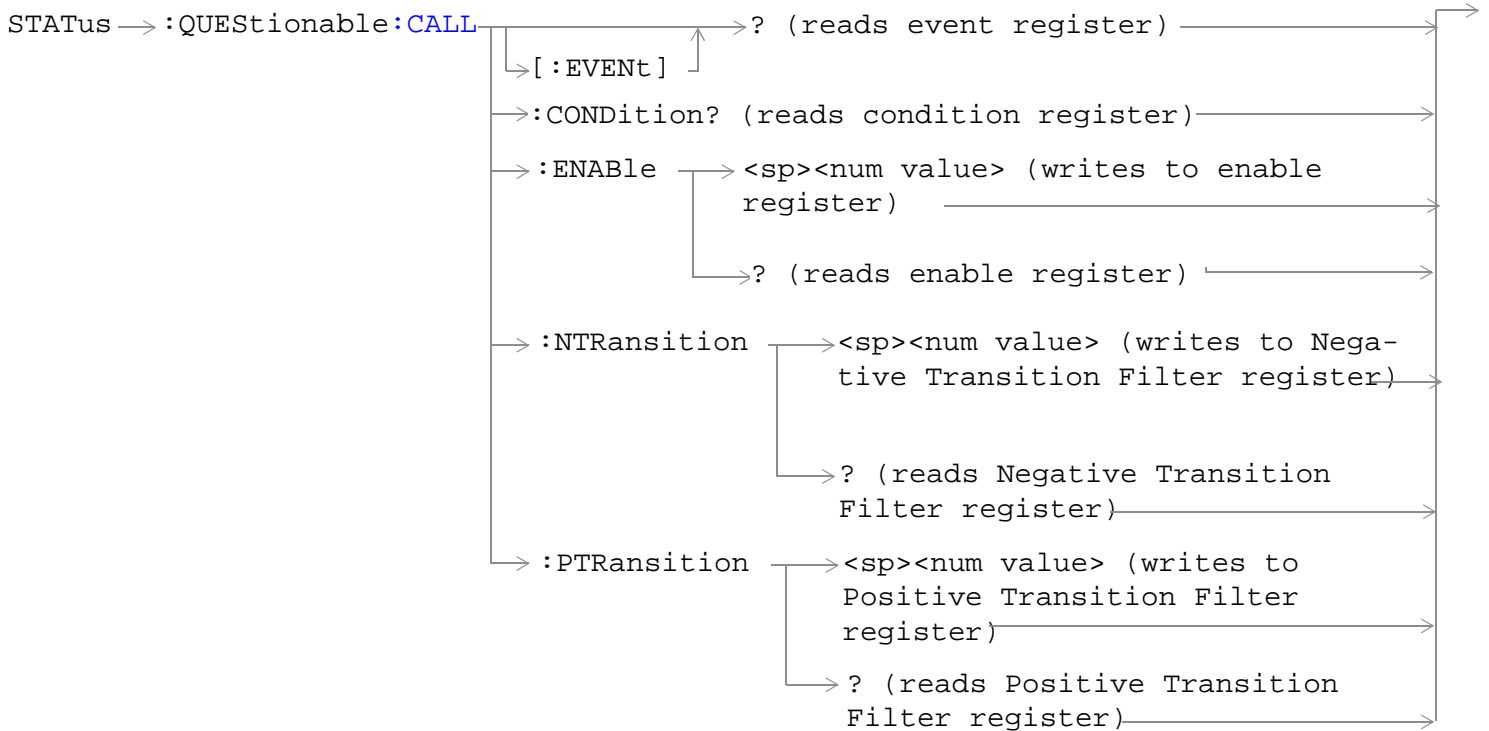 STATus :QUEStionable:CALL ? (reads event register)
[:EVENt]
:CONDition? (reads condition register)
:ENABle <sp><num value> (writes to enable
register)
? (reads enable register)
:NTRansition <sp><num value> (writes to Nega-
tive Transition Filter register)
? (reads Negative Transition
Filter register)
:PTRansition <sp><num value> (writes to
Positive Transition Filter
register)
? (reads Positive Transition
Filter register)